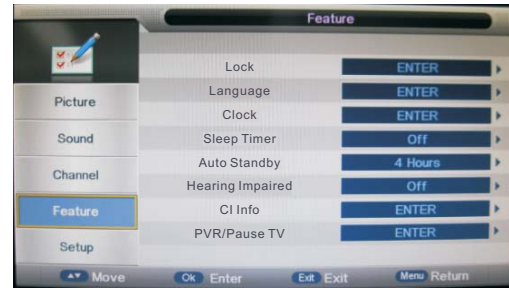 Feature
Lock ENTER
Language ENTER
Clock ENTER
Sleep Timer Off
Auto Standby 4 Hours
Hearing Impaired Off
CI Info ENTER
PVR/Pause TV ENTER
Picture
Sound
Channel
Feature
Setup
Move Ok Enter Exit Exit Menu Return